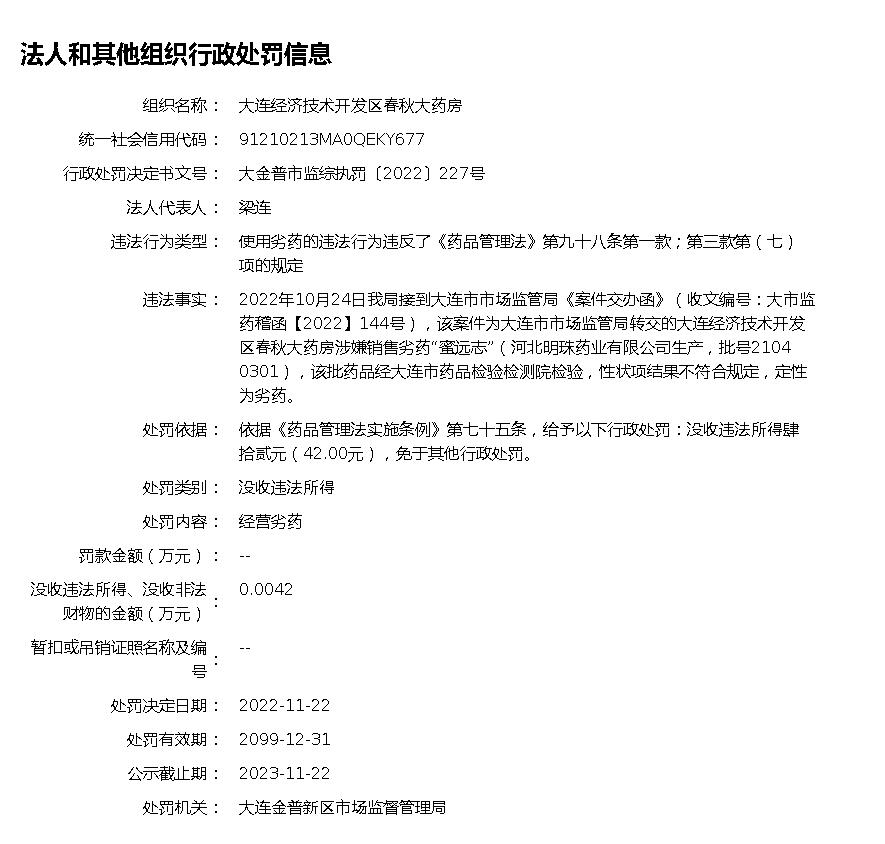 法人和其他组织行政处罚信息
组织名称： 大连经济技术开发区春秋大药房
统一社会信用代码： 91210213MA0QEKY677
行政处罚决定书文号： 大金普市监综执罚〔2022〕227号
法人代表人： 梁连
违法行为类型： 使用劣药的违法行为违反了《药品管理法》第九十八条第一款；第三款第（七）
项的规定
违法事实： 2022年10月24日我局接到大连市市场监管局《案件交办函》（收文编号：大市监
药稽函【2022】144号），该案件为大连市市场监管局转交的大连经济技术开发
区春秋大药房涉嫌销售劣药“蜜远志”（河北明珠药业有限公司生产，批号2104
0301），该批药品经大连市药品检验检测院检验，性状项结果不符合规定，定性
为劣药。
处罚依据： 依据《药品管理法实施条例》第七十五条，给予以下行政处罚：没收违法所得肆
拾贰元（42.00元），免于其他行政处罚。
处罚类别： 没收违法所得
处罚内容： 经营劣药
罚款金额（万元）： --
没收违法所得、没收非法 0.0042
财物的金额（万元）：
暂扣或吊销证照名称及编 --
号：
处罚决定日期： 2022-11-22
处罚有效期： 2099-12-31
公示截止期： 2023-11-22
处罚机关： 大连金普新区市场监督管理局